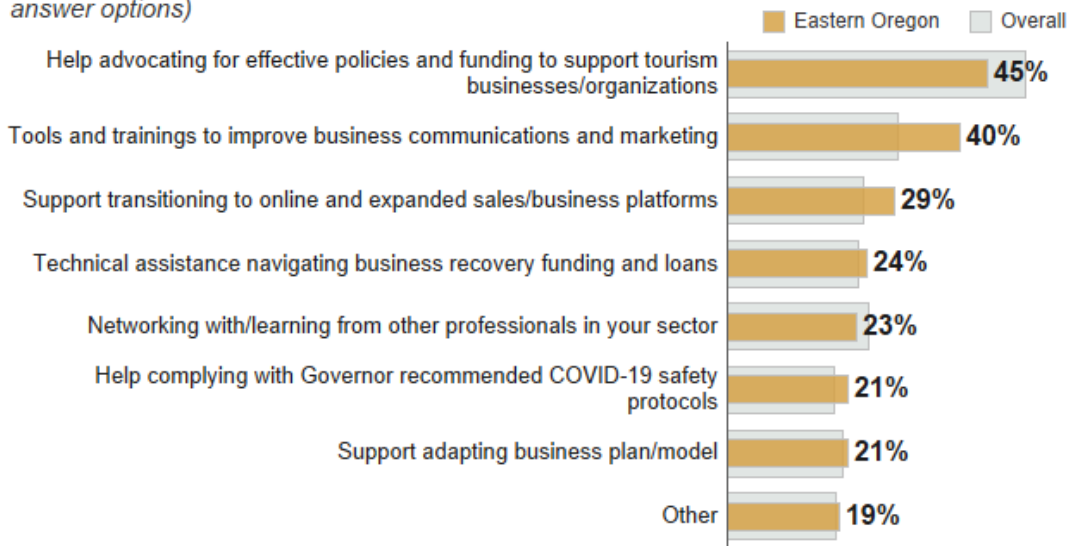 answer options)
Eastern Oregon
Overall
Help advocating for effective policies and funding to support tourism
businesses/organizations
45%
Tools and trainings to improve business communications and marketing
40%
Support transitioning to online and expanded sales/business platforms
29%
Technical assistance navigating business recovery funding and loans
24%
Networking with/learning from other professionals in your sector
23%
Help complying with Governor recommended COVID-19 safety
protocols
21%
Support adapting business plan/model
21%
Other
19%